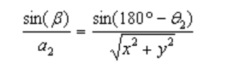 sin(β)/a₂ = sin(180° − θ₂)/√(x² + y²)